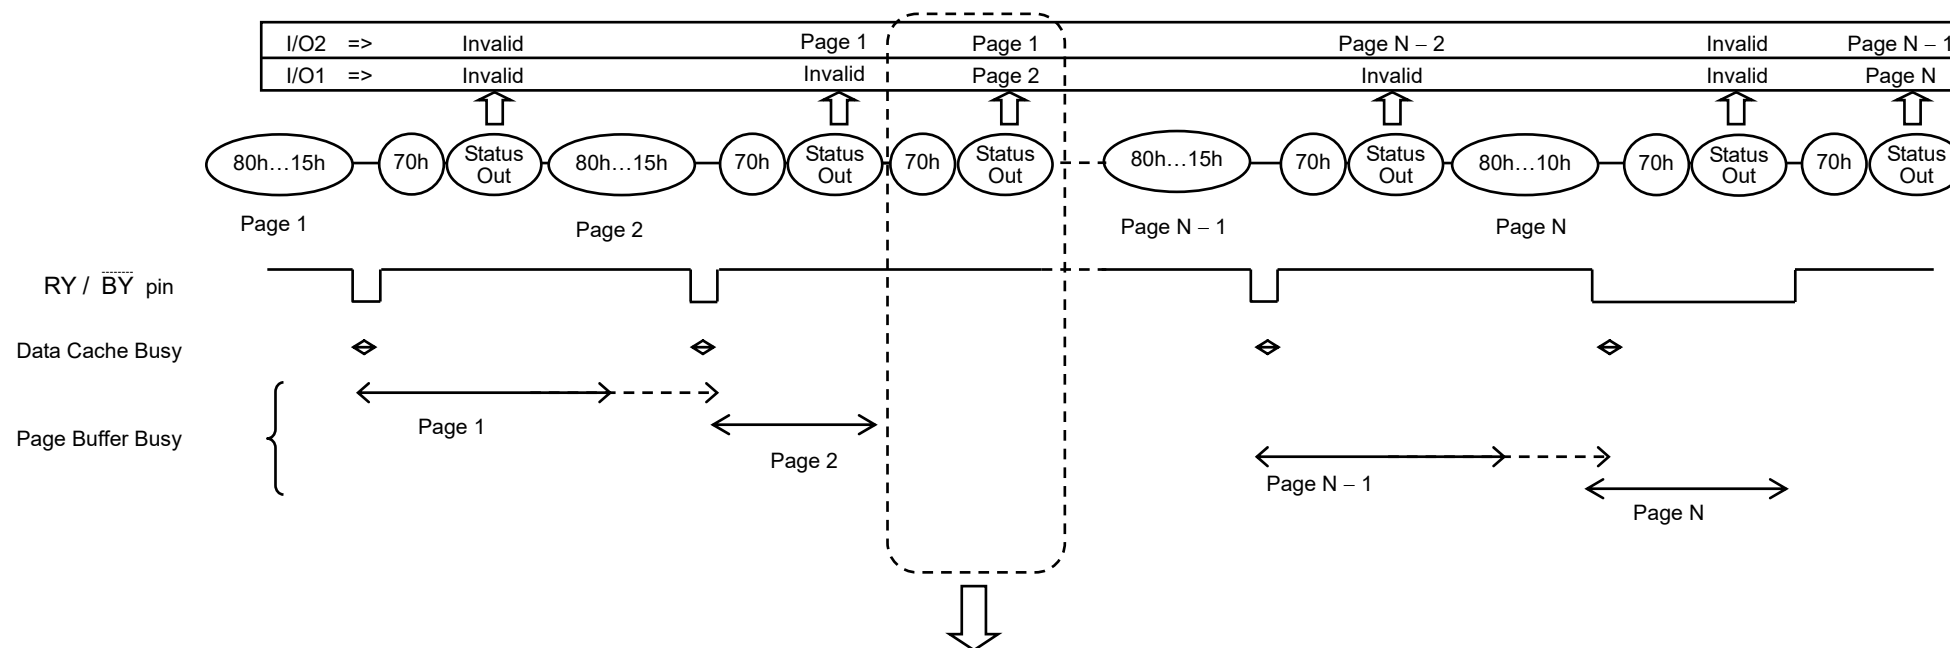 I/O2 => Invalid Page 1 Page 1 Page N − 2 Invalid Page N − 1
I/O1 => Invalid Invalid Page 2 Invalid Invalid Page N
80h…15h 70h Status Out 80h…15h 70h Status Out 70h Status Out 80h…15h 70h Status Out 80h…10h 70h Status Out 70h Status Out
Page 1 Page 2 Page N − 1 Page N
RY / B̅Y̅ pin
Data Cache Busy
Page 1
Page Buffer Busy
Page 2
Page N − 1
Page N